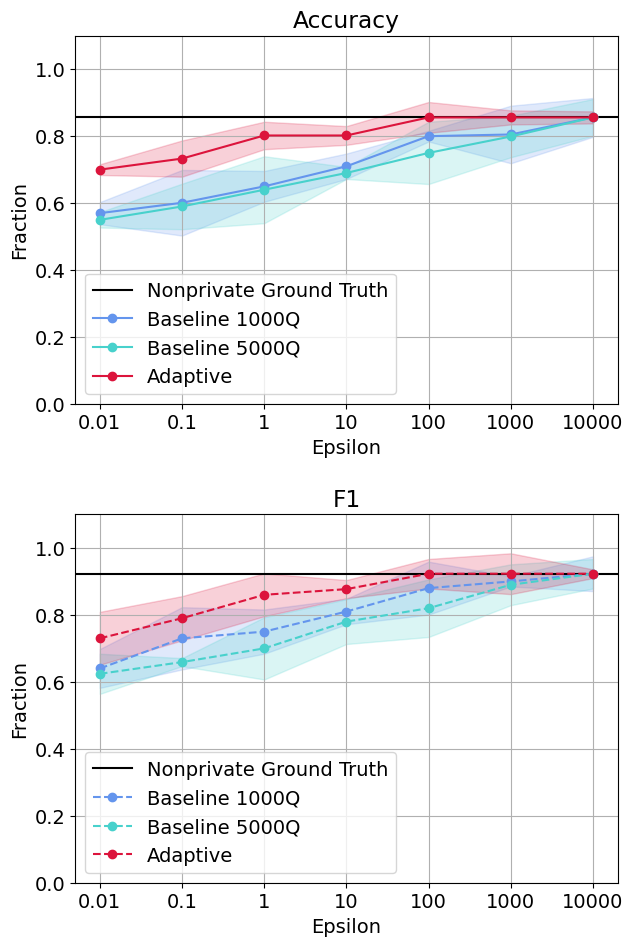 Accuracy
1.0
0.8
0.6
0.4
0.2
0.0
Fraction
Nonprivate Ground Truth
Baseline 1000Q
Baseline 5000Q
Adaptive
0.01 0.1 1 10 100 1000 10000
Epsilon
F1
1.0
0.8
0.6
0.4
0.2
0.0
Fraction
Nonprivate Ground Truth
Baseline 1000Q
Baseline 5000Q
Adaptive
0.01 0.1 1 10 100 1000 10000
Epsilon